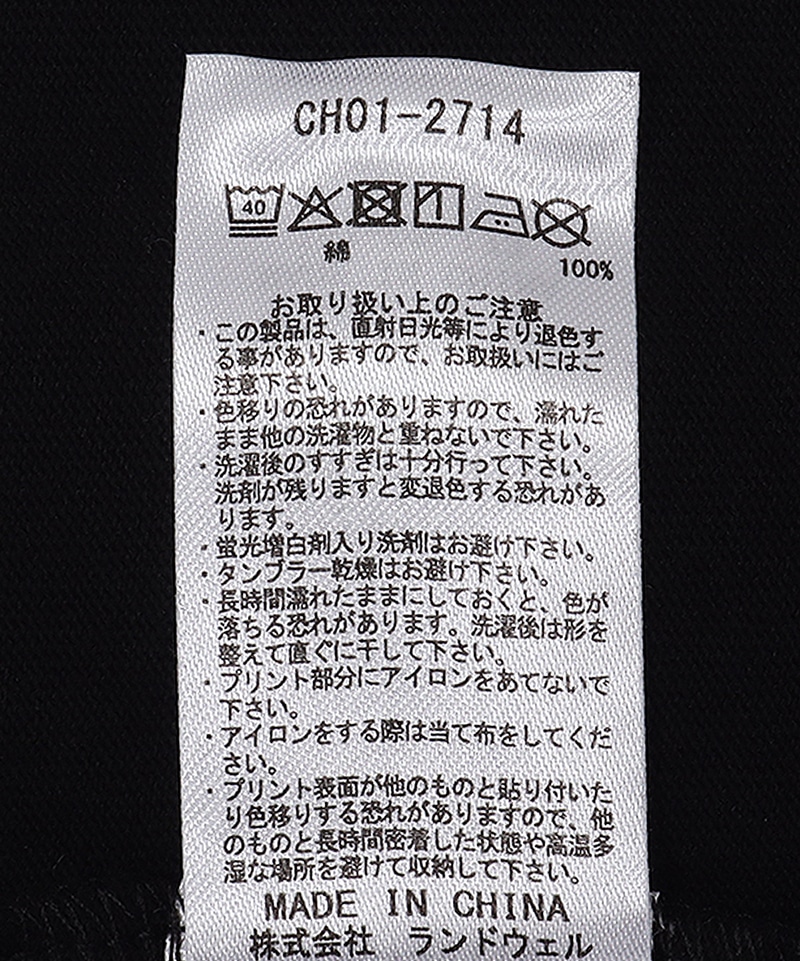 CH01-2714
40
綿
100%
お取り扱い上のご注意
・この製品は、直射日光等により退色す
る事がありますので、お取扱いにはご
注意下さい。
・色移りの恐れがありますので、濡れた
まま他の洗濯物と重ねないで下さい。
・洗濯後のすすぎは十分行って下さい。
洗剤が残りますと変退色する恐れがあ
ります。
・蛍光増白剤入り洗剤はお避け下さい。
・タンブラー乾燥はお避け下さい。
・長時間濡れたままにしておくと、色が
落ちる恐れがあります。洗濯後は形を
整えて直ぐに干して下さい。
・プリント部分にアイロンをあてないで
下さい。
・アイロンをする際は当て布をしてくだ
さい。
・プリント表面が他のものと貼り付いた
り色移りする恐れがありますので、他
のものと長時間密着した状態や高温多
湿な場所を避けて収納して下さい。
MADE IN CHINA
株式会社 ランドウェル